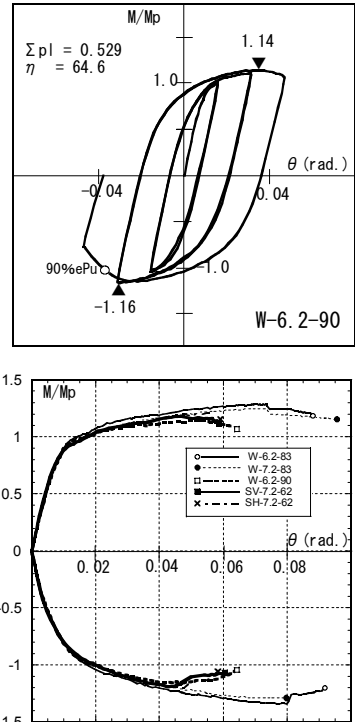 M/Mp
Σpl = 0.529
η = 64.6
1.14
1.0
θ (rad.)
-0.04
0.04
90%ePu
-1.0
-1.16
W-6.2-90
1.5
M/Mp
1
W-6.2-83
W-7.2-83
W-6.2-90
SV-7.2-62
SH-7.2-62
0.5
θ (rad.)
0
0.02
0.04
0.06
0.08
-0.5
-1
-1.5